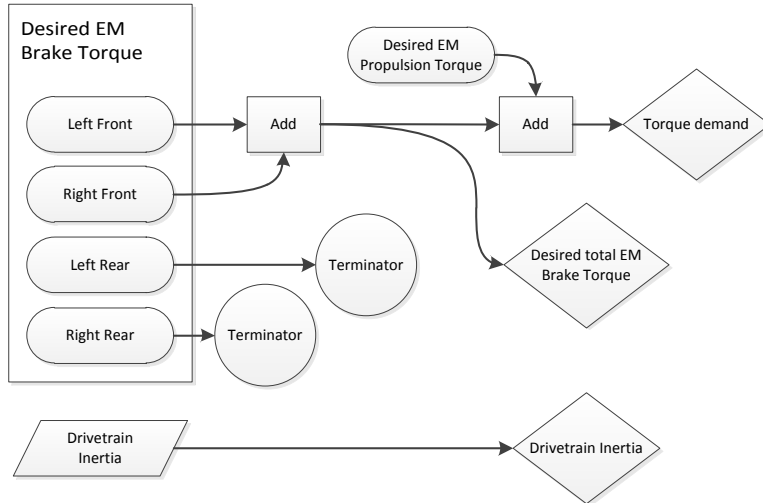 Desired EM
Brake Torque
Desired EM
Propulsion Torque
Left Front
Add
Add
Torque demand
Right Front
Left Rear
Terminator
Desired total EM
Brake Torque
Right Rear
Terminator
Drivetrain
Inertia
Drivetrain Inertia